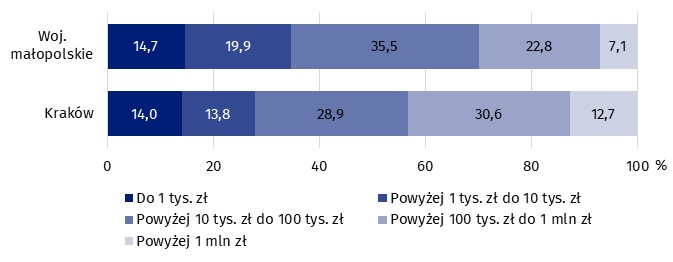 Woj.
małopolskie
14,7 19,9 35,5 22,8 7,1
Kraków
14,0 13,8 28,9 30,6 12,7
0 20 40 60 80 100 %
Do 1 tys. zł Powyżej 1 tys. zł do 10 tys. zł
Powyżej 10 tys. zł do 100 tys. zł Powyżej 100 tys. zł do 1 mln zł
Powyżej 1 mln zł